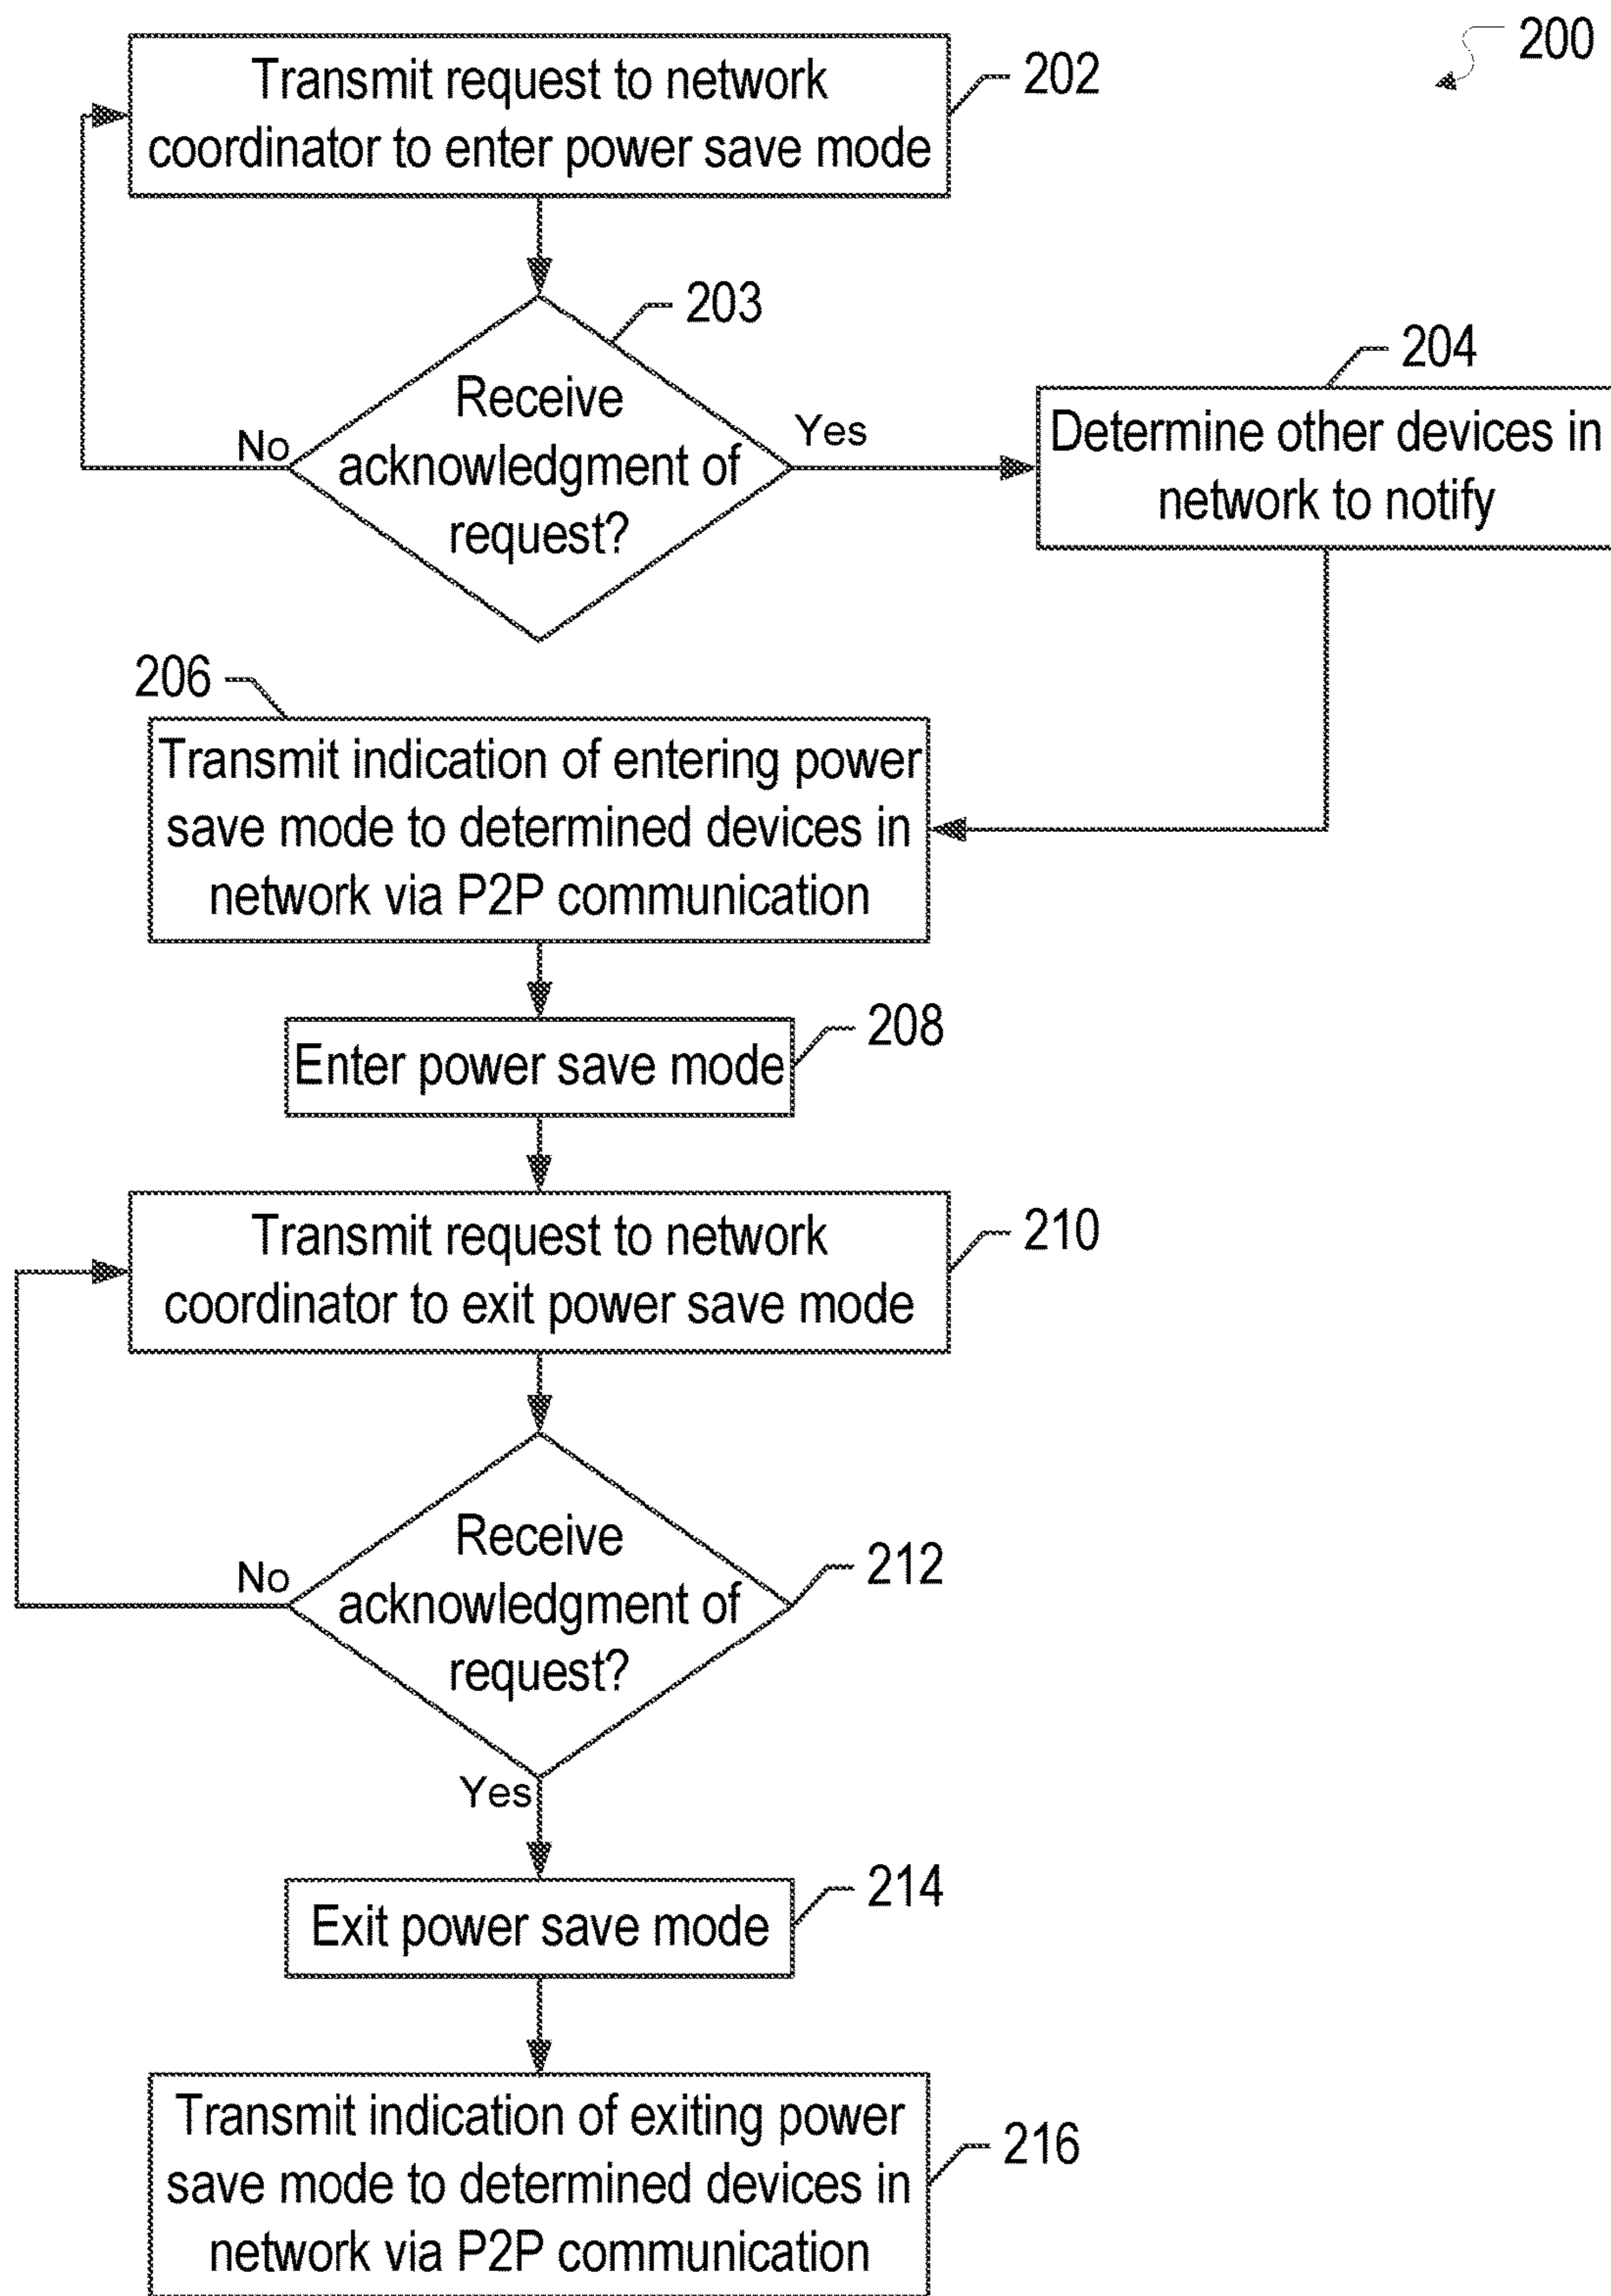 200
Transmit request to network
coordinator to enter power save mode
202
203
Receive
acknowledgment of
request?
No
Yes
204
Determine other devices in
network to notify
206
Transmit indication of entering power
save mode to determined devices in
network via P2P communication
Enter power save mode
208
Transmit request to network
coordinator to exit power save mode
210
Receive
acknowledgment of
request?
212
No
Yes
Exit power save mode
214
Transmit indication of exiting power
save mode to determined devices in
network via P2P communication
216